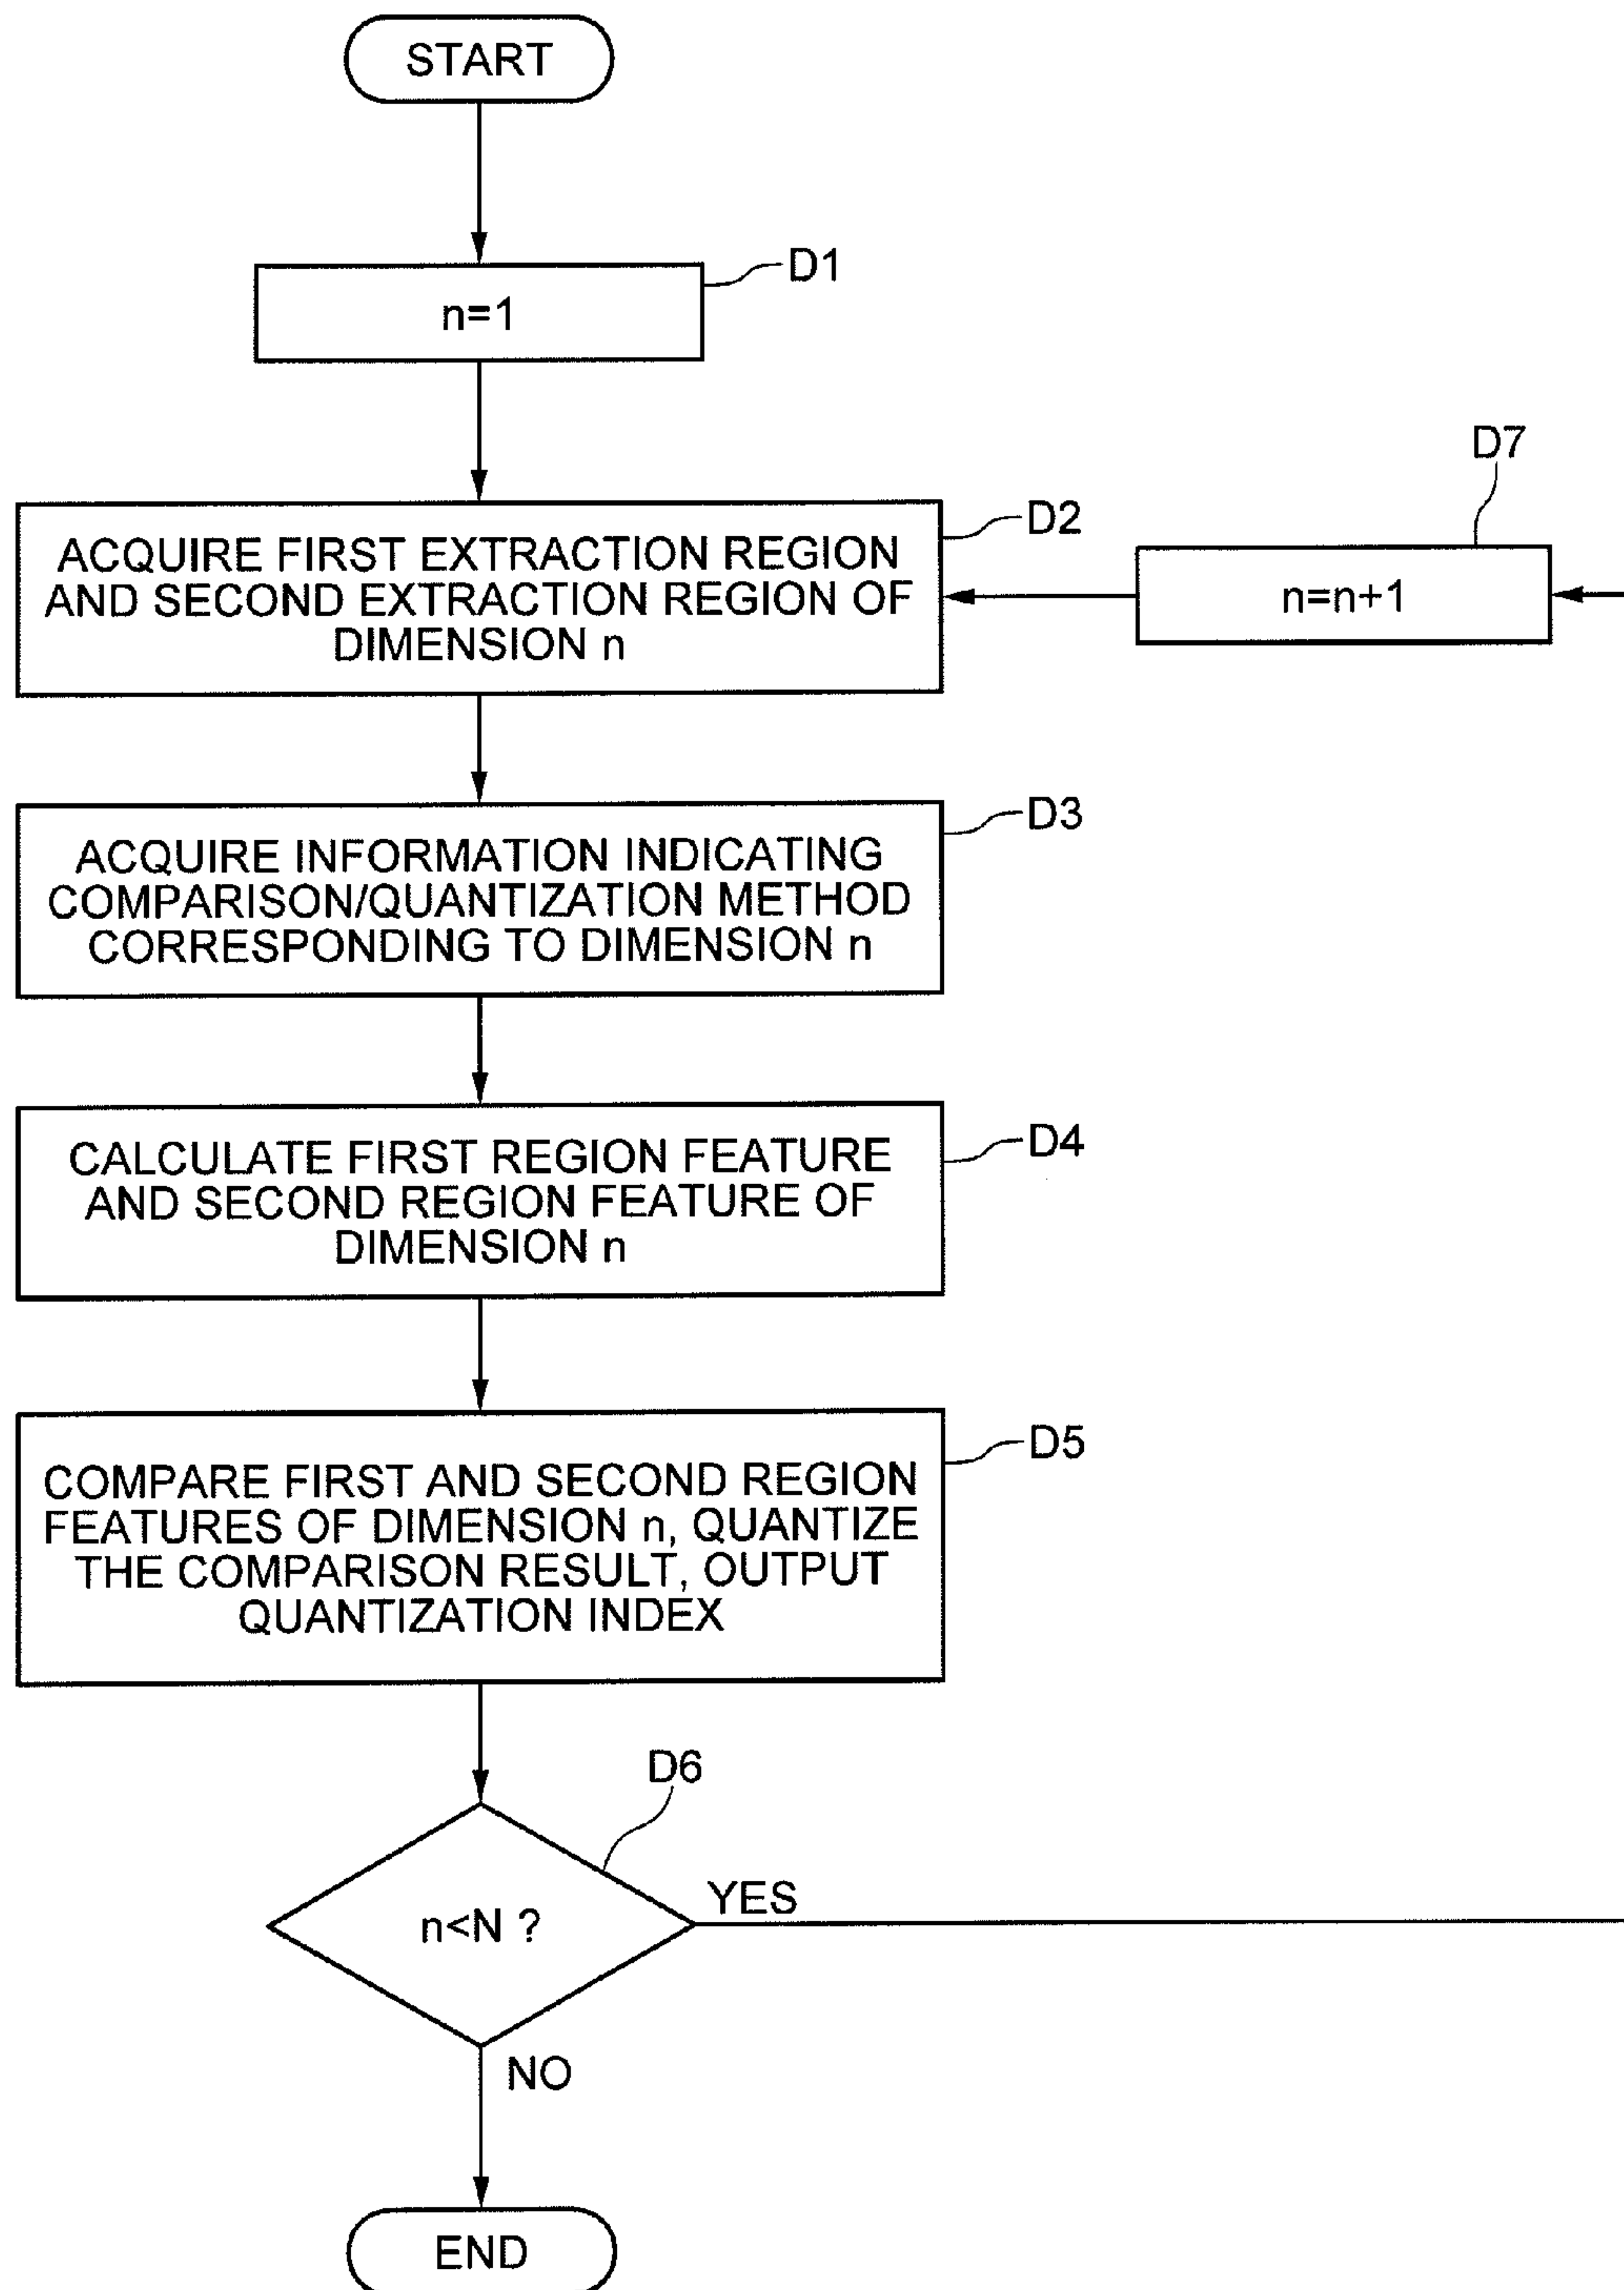 START
D1
n=1
D7
D2
ACQUIRE FIRST EXTRACTION REGION
AND SECOND EXTRACTION REGION OF
DIMENSION n
n=n+1
D3
ACQUIRE INFORMATION INDICATING
COMPARISON/QUANTIZATION METHOD
CORRESPONDING TO DIMENSION n
D4
CALCULATE FIRST REGION FEATURE
AND SECOND REGION FEATURE OF
DIMENSION n
D5
COMPARE FIRST AND SECOND REGION
FEATURES OF DIMENSION n, QUANTIZE
THE COMPARISON RESULT, OUTPUT
QUANTIZATION INDEX
D6
YES
n<N ?
NO
END